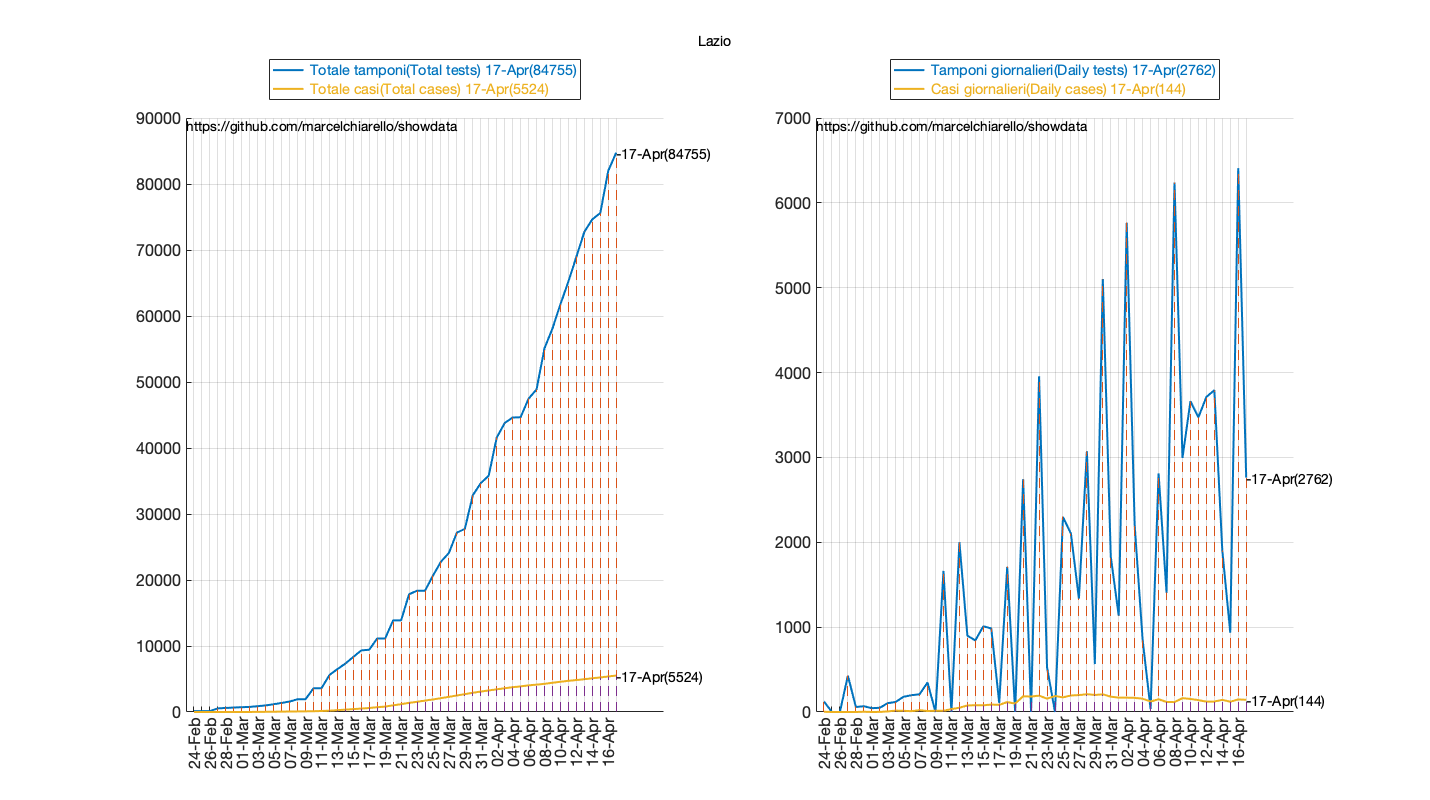 Lazio
Totale tamponi(Total tests) 17-Apr(84755)
Totale casi(Total cases) 17-Apr(5524)
https://github.com/marcelchiarello/showdata
90000
80000
70000
60000
50000
40000
30000
20000
10000
0
17-Apr(84755)
17-Apr(5524)
24-Feb
26-Feb
28-Feb
01-Mar
03-Mar
05-Mar
07-Mar
09-Mar
11-Mar
13-Mar
15-Mar
17-Mar
19-Mar
21-Mar
23-Mar
25-Mar
27-Mar
29-Mar
31-Mar
02-Apr
04-Apr
06-Apr
08-Apr
10-Apr
12-Apr
14-Apr
16-Apr
Tamponi giornalieri(Daily tests) 17-Apr(2762)
Casi giornalieri(Daily cases) 17-Apr(144)
https://github.com/marcelchiarello/showdata
7000
6000
5000
4000
3000
2000
1000
0
17-Apr(2762)
17-Apr(144)
24-Feb
26-Feb
28-Feb
01-Mar
03-Mar
05-Mar
07-Mar
09-Mar
11-Mar
13-Mar
15-Mar
17-Mar
19-Mar
21-Mar
23-Mar
25-Mar
27-Mar
29-Mar
31-Mar
02-Apr
04-Apr
06-Apr
08-Apr
10-Apr
12-Apr
14-Apr
16-Apr